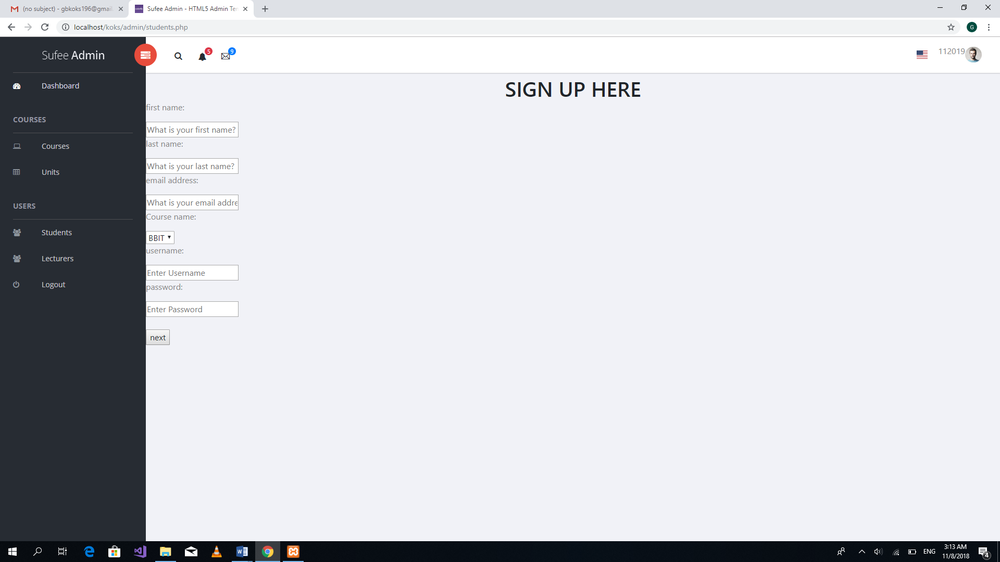 (no subject) - gbkoks196@gmail.
Sufee Admin - HTML5 Admin Tem
localhost/koks/admin/students.php
G
Sufee Admin
5
9
112019
Dashboard
COURSES
Courses
Units
USERS
Students
Lecturers
Logout
SIGN UP HERE
first name:
What is your first name?
last name:
What is your last name?
email address:
What is your email addre
Course name:
BBIT
username:
Enter Username
password:
Enter Password
next
ENG
3:13 AM
11/8/2018
4